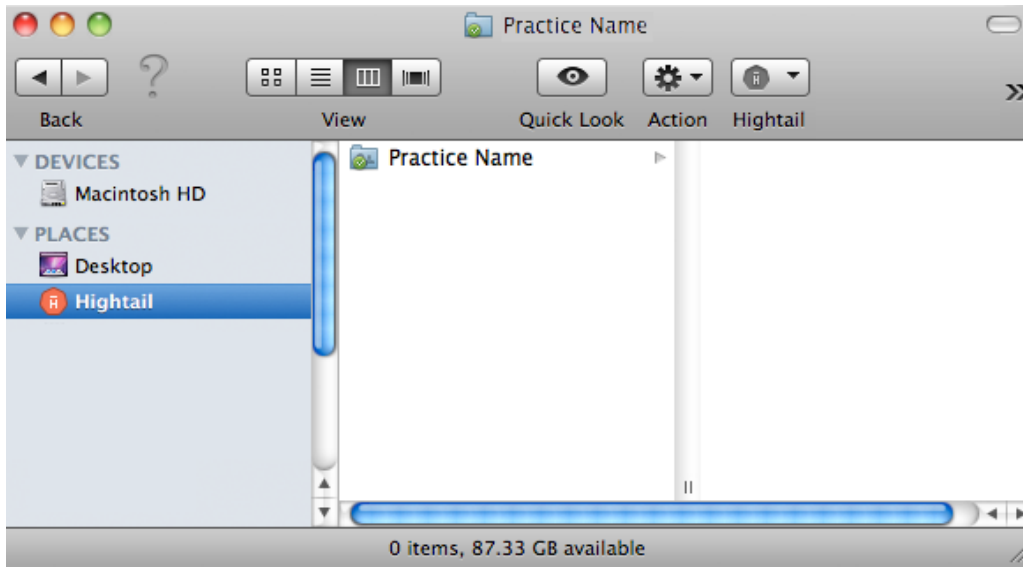 Practice Name
Back View Quick Look Action Hightail
DEVICES
Macintosh HD
PLACES
Desktop
Hightail
Practice Name
0 items, 87.33 GB available